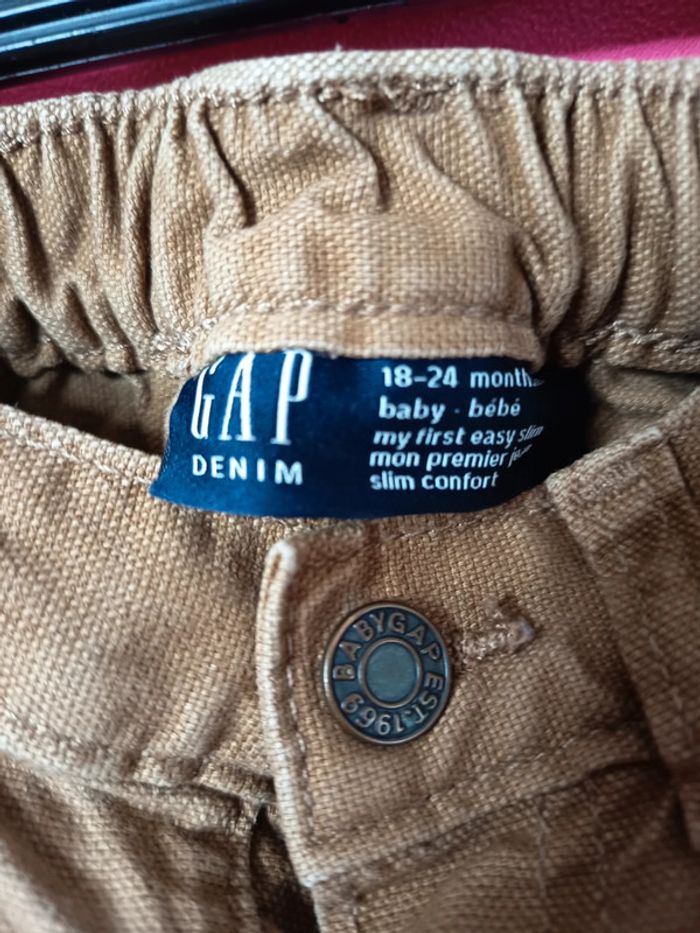 GAP
DENIM
18-24 month
baby · bébé
my first easy slim
mon premier
slim confort
BABYGAP EST.1969